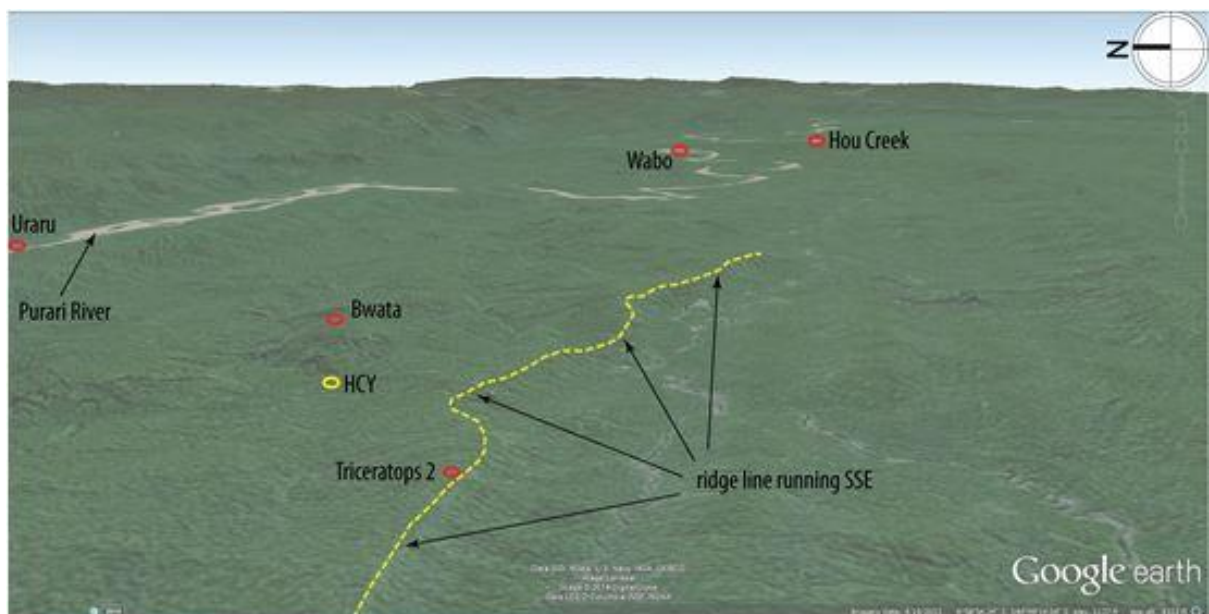 N
Hou Creek
Wabo
Uraru
Purari River
Bwata
HCY
Triceratops 2
ridge line running SSE
Google earth